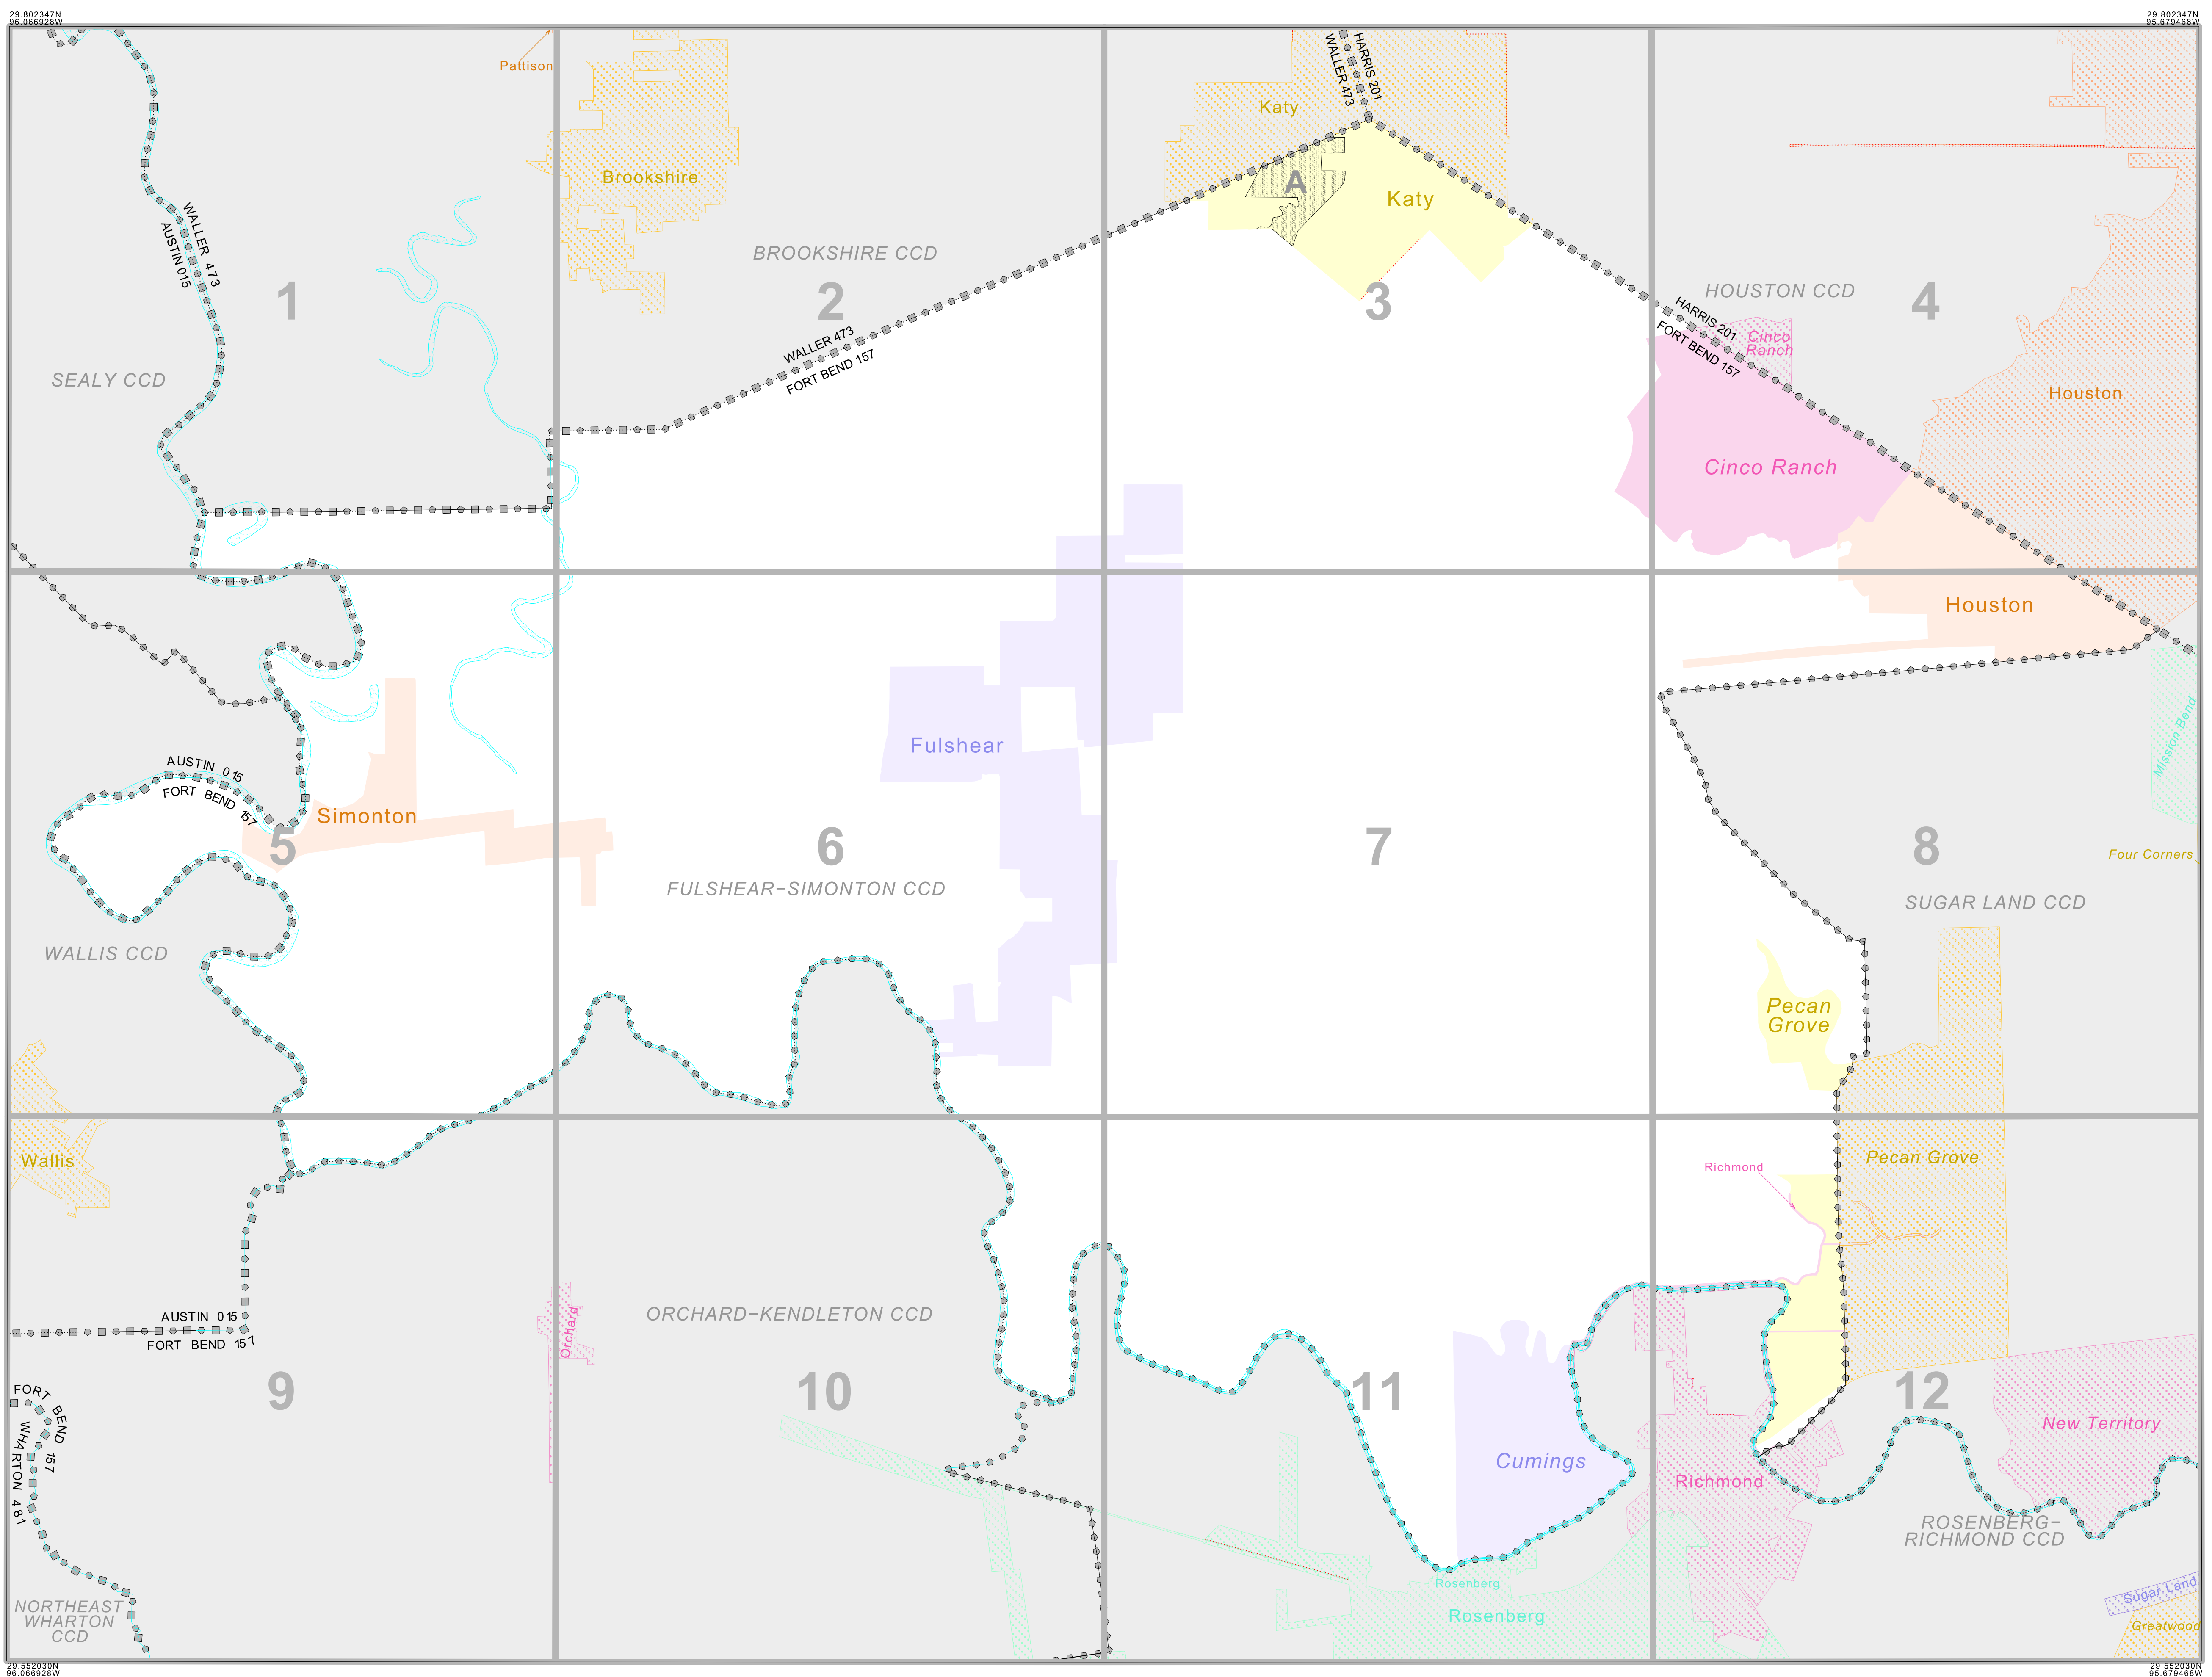 29.802347N
96.066928W
29.802347N
95.679468W
Pattison
HARRIS 201
WALLER 473
Katy
Brookshire
A
Katy
WALLER 473
AUSTIN 015
BROOKSHIRE CCD
1
2
3
HOUSTON CCD
4
HARRIS 201
FORT BEND 157
Cinco
Ranch
WALLER 473
FORT BEND 157
SEALY CCD
Houston
Cinco Ranch
Houston
Mission Bend
Fulshear
AUSTIN 015
FORT BEND 157
Simonton
5
6
7
8
Four Corners
FULSHEAR-SIMONTON CCD
SUGAR LAND CCD
WALLIS CCD
Pecan
Grove
Wallis
Richmond
Pecan Grove
AUSTIN 015
FORT BEND 157
Orchard
ORCHARD-KENDLETON CCD
9
10
11
12
FORT BEND 157
WHARTON 481
New Territory
Cumings
Richmond
ROSENBERG-
RICHMOND CCD
Rosenberg
Rosenberg
Sugar Land
Greatwood
NORTHEAST
WHARTON
CCD
29.552030N
96.066928W
29.552030N
95.679468W